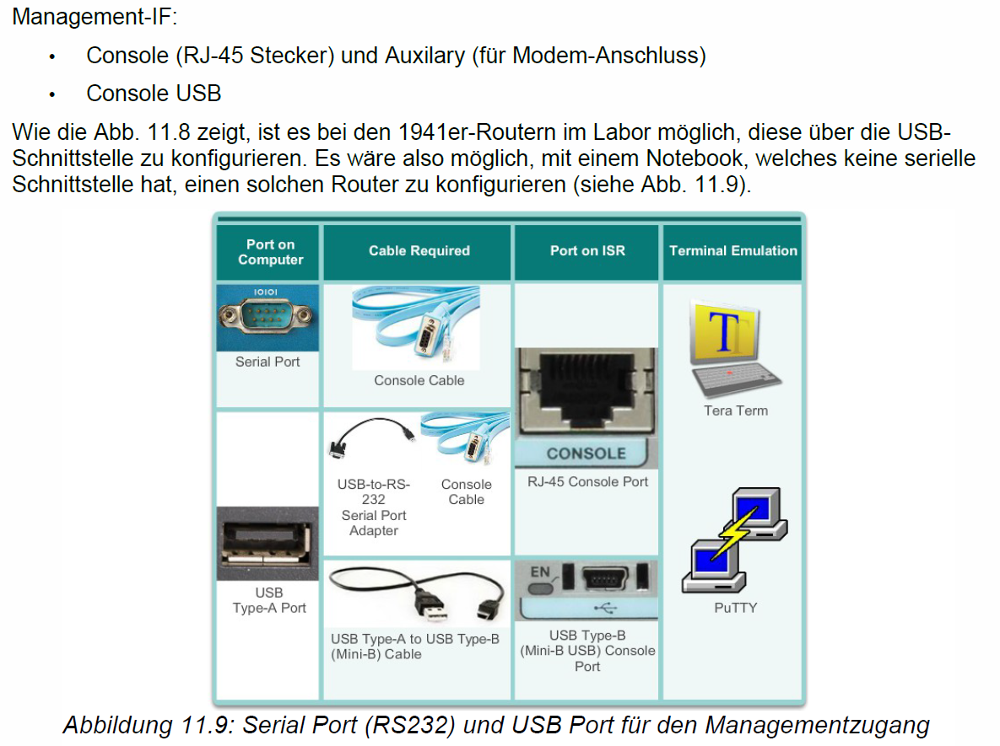 Management-IF:
• Console (RJ-45 Stecker) und Auxilary (für Modem-Anschluss)
• Console USB
Wie die Abb. 11.8 zeigt, ist es bei den 1941er-Routern im Labor möglich, diese über die USB-
Schnittstelle zu konfigurieren. Es wäre also möglich, mit einem Notebook, welches keine serielle
Schnittstelle hat, einen solchen Router zu konfigurieren (siehe Abb. 11.9).
Port on
Computer
Cable Required
Port on ISR
Terminal Emulation
IOIOI
Serial Port
Console Cable
CONSOLE
RJ-45 Console Port
T
T
Tera Term
USB
Type-A Port
USB-to-RS-
232
Serial Port
Adapter
Console
Cable
USB Type-A to USB Type-B
(Mini-B) Cable
EN
USB Type-B
(Mini-B USB) Console
Port
PuTTY
Abbildung 11.9: Serial Port (RS232) und USB Port für den Managementzugang